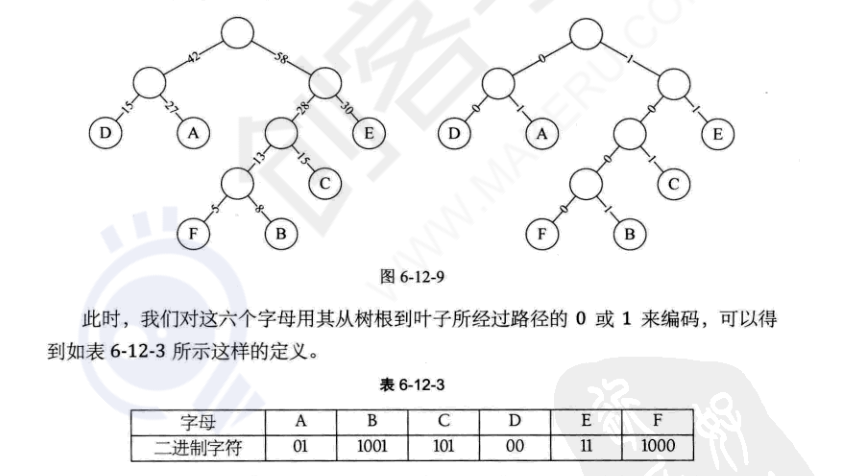 42 58 0 1
15 27 28 30 0 1 0 1
D A E D A E
13 15 0 1
C C
5 8 0 1
F B F B
图 6-12-9
此时，我们对这六个字母用其从树根到叶子所经过路径的 0 或 1 来编码，可以得
到如表 6-12-3 所示这样的定义。
表 6-12-3
字母 A B C D E F
二进制字符 01 1001 101 00 11 1000